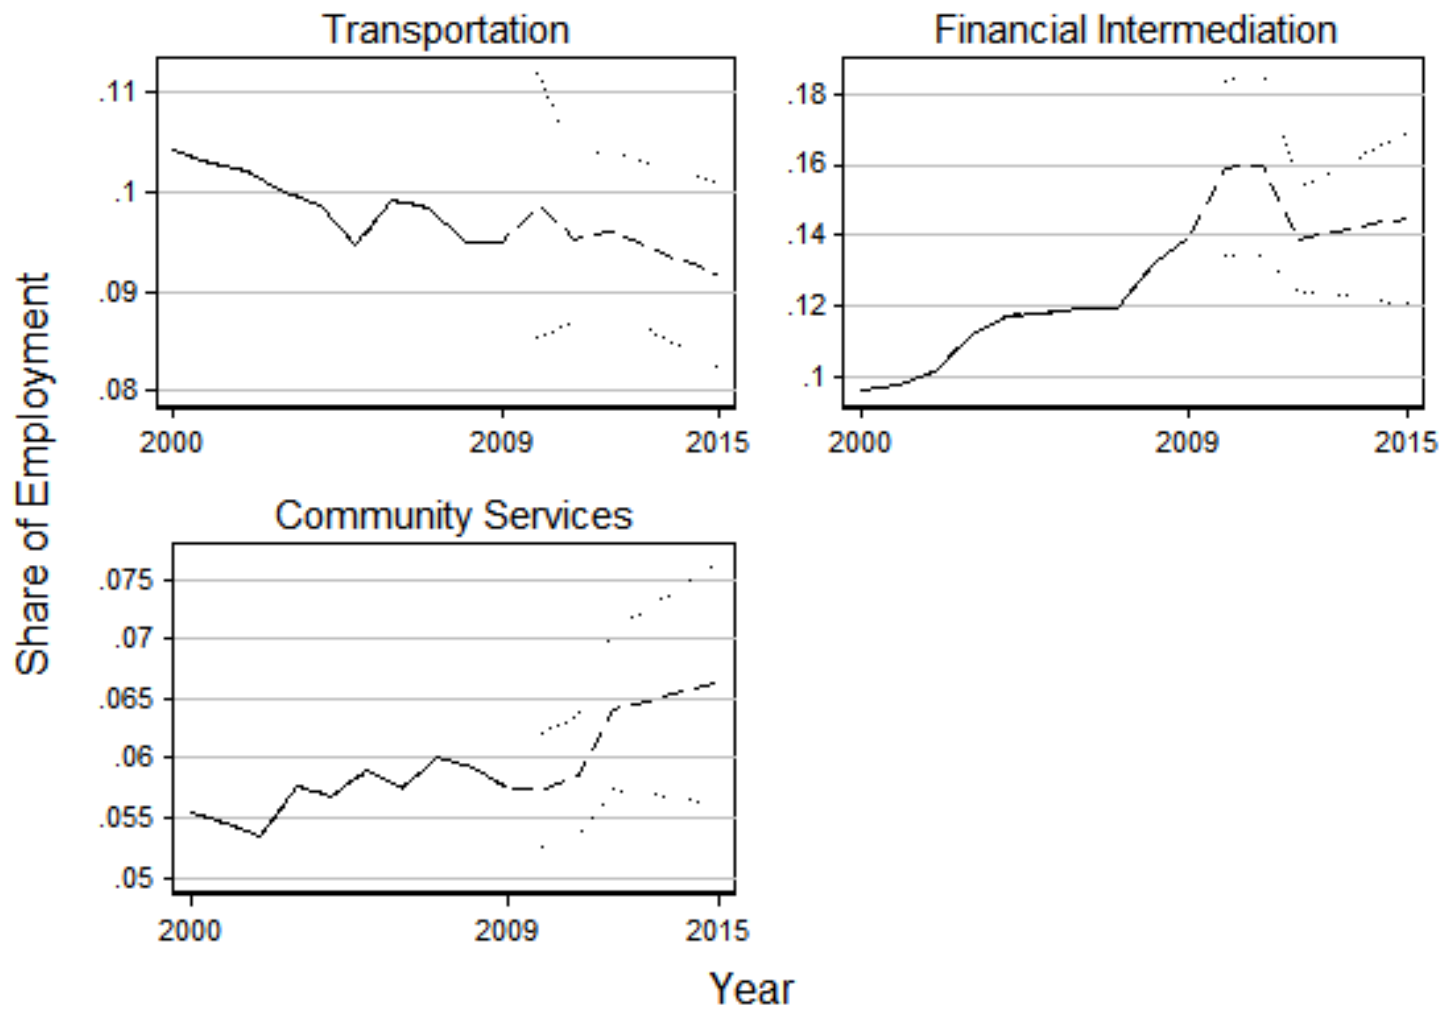 Transportation
.11
.1
.09
.08
2000 2009 2015
Financial Intermediation
.18
.16
.14
.12
.1
2000 2009 2015
Community Services
.075
.07
.065
.06
.055
.05
2000 2009 2015
Share of Employment
Year